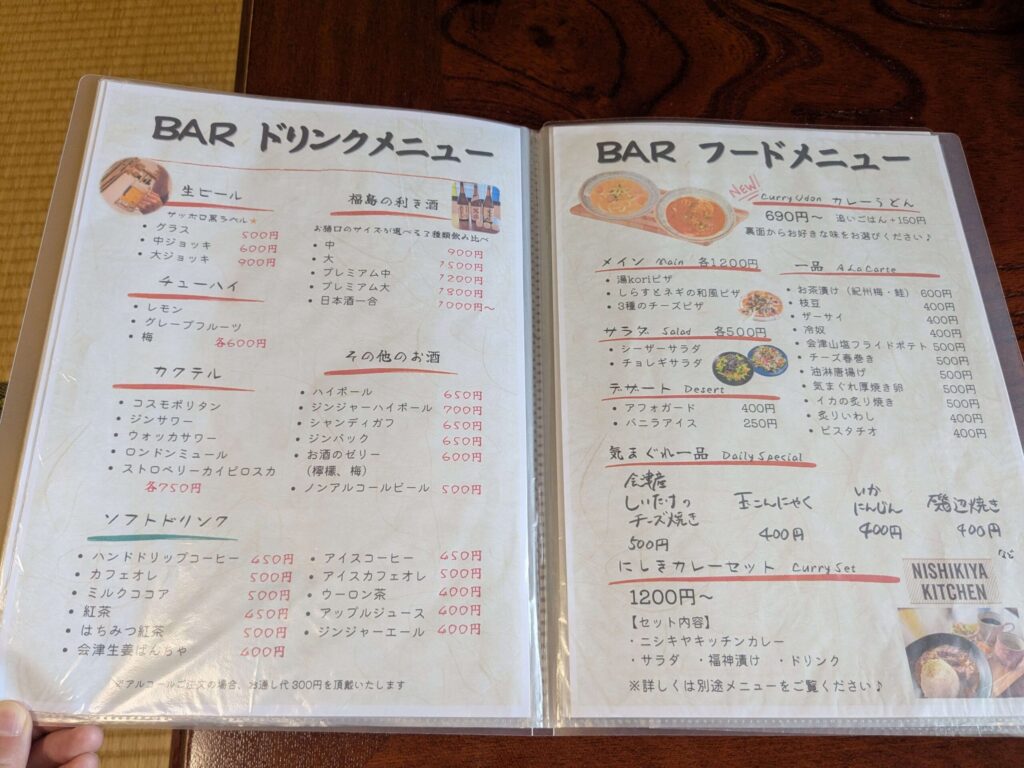 BAR ドリンクメニュー
生ビール
サッポロ黒ラベル★
• グラス 500円
• 中ジョッキ 600円
• 大ジョッキ 900円
チューハイ
• レモン
• グレープフルーツ
• 梅 各600円
カクテル
• コスモポリタン
• ジンサワー
• ウォッカサワー
• ロンドンミュール
• ストロベリーカイピロスカ
各750円
福島の利き酒
お猪口のサイズが選べる3種類飲み比べ
• 中 900円
• 大 1500円
• プレミアム中 1200円
• プレミアム大 1800円
• 日本酒一合 1000円～
その他のお酒
• ハイボール 650円
• ジンジャーハイボール 700円
• シャンディガフ 650円
• ジンバック 650円
• お酒のゼリー 600円
(檸檬、梅)
• ノンアルコールビール 500円
ソフトドリンク
• ハンドドリップコーヒー 450円
• カフェオレ 500円
• ミルクココア 500円
• 紅茶 450円
• はちみつ紅茶 500円
• 会津生姜ばんちゃ 400円
• アイスコーヒー 450円
• アイスカフェオレ 500円
• ウーロン茶 400円
• アップルジュース 400円
• ジンジャーエール 400円
※アルコールご注文の場合、お通し代300円を頂戴いたします
BAR フードメニュー
New!
Curry Udon カレーうどん
690円～ 追いごはん+150円
裏面からお好きな味をお選びください♪
メイン Main 各1200円
• 湯koriピザ
• しらすとネギの和風ピザ
• 3種のチーズピザ
サラダ Salad 各500円
• シーザーサラダ
• チョレギサラダ
デザート Desert
• アフォガード 400円
• バニラアイス 250円
一品 A La Carte
• お茶漬け（紀州梅・鮭） 600円
• 枝豆 400円
• ザーサイ 400円
• 冷奴 400円
• 会津山塩フライドポテト 500円
• チーズ春巻き 500円
• 油淋唐揚げ 500円
• 気まぐれ厚焼き卵 500円
• イカの炙り焼き 500円
• 炙りいわし 400円
• ピスタチオ 400円
気まぐれ一品 Daily Special
会津産
しいたけの
チーズ焼き
500円
玉こんにゃく
400円
いか
にんじん
400円
磯辺焼き
400円
など
にしきカレーセット Curry Set
1200円～
【セット内容】
・ニシキヤキッチンカレー
・サラダ ・福神漬け ・ドリンク
※詳しくは別途メニューをご覧ください♪
NISHIKIYA
KITCHEN